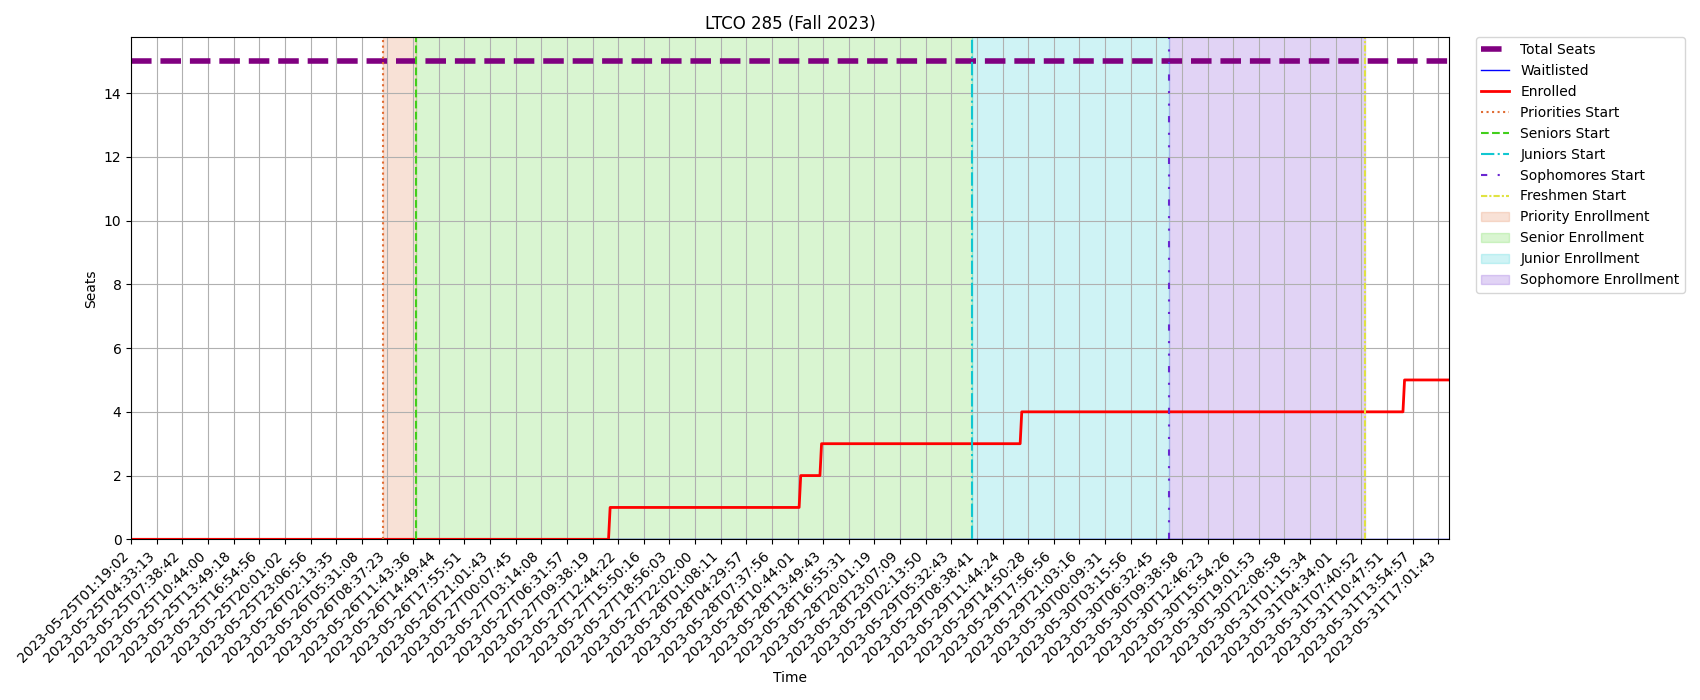 LTCO 285 (Fall 2023)
Total Seats
Waitlisted
Enrolled
Priorities Start
Seniors Start
Juniors Start
Sophomores Start
Freshmen Start
Priority Enrollment
Senior Enrollment
Junior Enrollment
Sophomore Enrollment
Seats
14
12
10
8
6
4
2
0
2023-05-25T01:19:02
2023-05-25T04:33:13
2023-05-25T07:38:42
2023-05-25T10:44:00
2023-05-25T13:49:18
2023-05-25T16:54:56
2023-05-25T20:01:02
2023-05-25T23:06:56
2023-05-26T02:13:35
2023-05-26T05:31:08
2023-05-26T08:37:23
2023-05-26T11:43:36
2023-05-26T14:49:44
2023-05-26T17:55:51
2023-05-26T21:01:43
2023-05-27T00:07:45
2023-05-27T03:14:08
2023-05-27T06:31:57
2023-05-27T09:38:19
2023-05-27T12:44:22
2023-05-27T15:50:16
2023-05-27T18:56:03
2023-05-27T22:02:00
2023-05-28T01:08:11
2023-05-28T04:29:57
2023-05-28T07:37:56
2023-05-28T10:44:01
2023-05-28T13:49:43
2023-05-28T16:55:31
2023-05-28T20:01:19
2023-05-28T23:07:09
2023-05-29T02:13:50
2023-05-29T05:32:43
2023-05-29T08:38:41
2023-05-29T11:44:24
2023-05-29T14:50:28
2023-05-29T17:56:56
2023-05-29T21:03:16
2023-05-30T00:09:31
2023-05-30T03:15:56
2023-05-30T06:32:45
2023-05-30T09:38:58
2023-05-30T12:46:23
2023-05-30T15:54:26
2023-05-30T19:01:53
2023-05-30T22:08:58
2023-05-31T01:15:34
2023-05-31T04:34:01
2023-05-31T07:40:52
2023-05-31T10:47:51
2023-05-31T13:54:57
2023-05-31T17:01:43
Time